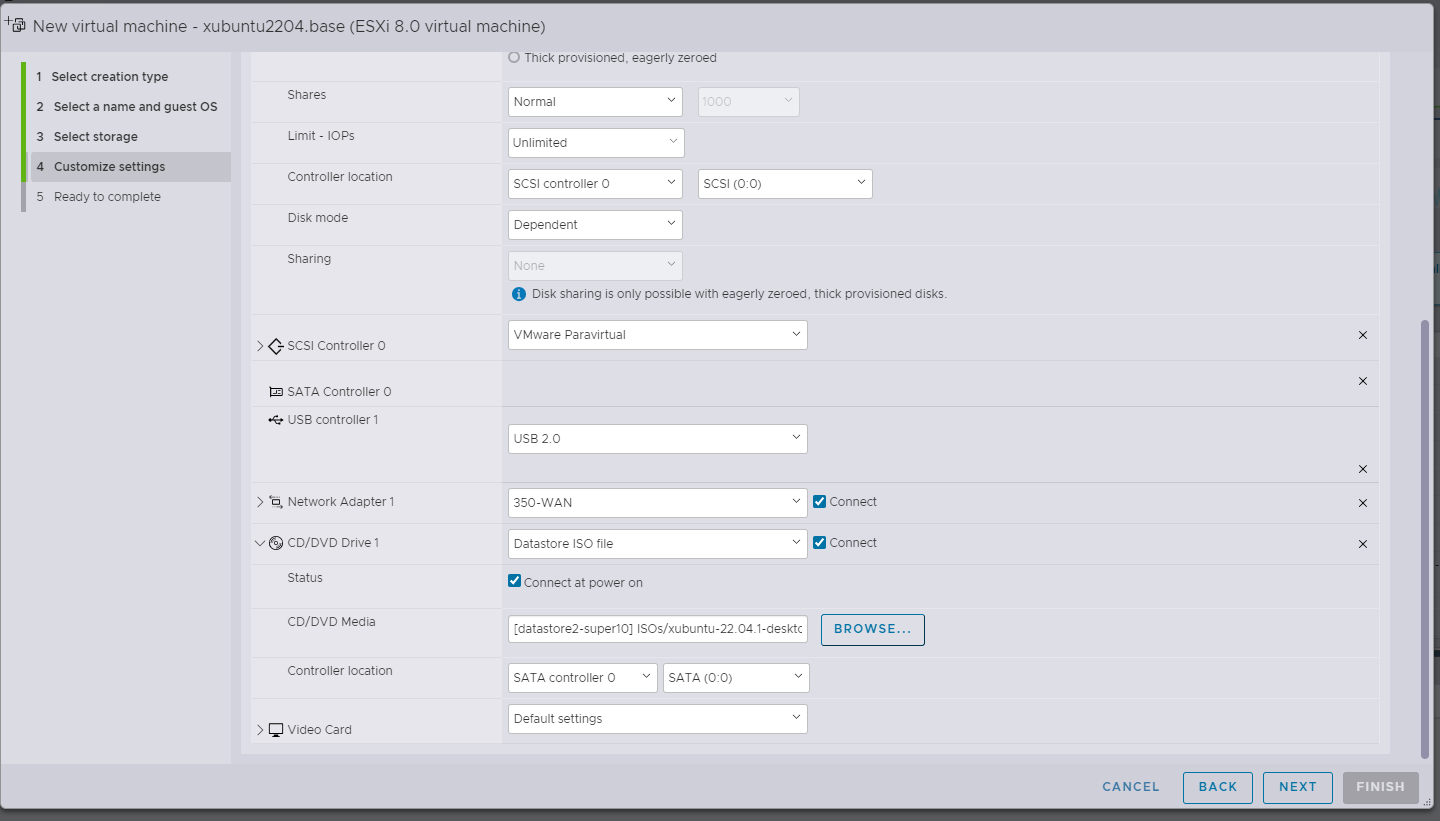 New virtual machine - xubuntu2204.base (ESXi 8.0 virtual machine)
1 Select creation type
2 Select a name and guest OS
3 Select storage
4 Customize settings
5 Ready to complete
Thick provisioned, eagerly zeroed
Shares
Normal
1000
Limit - IOPs
Unlimited
Controller location
SCSI controller 0
SCSI (0:0)
Disk mode
Dependent
Sharing
None
Disk sharing is only possible with eagerly zeroed, thick provisioned disks.
SCSI Controller 0
VMware Paravirtual
SATA Controller 0
USB controller 1
USB 2.0
Network Adapter 1
350-WAN
Connect
CD/DVD Drive 1
Datastore ISO file
Connect
Status
Connect at power on
CD/DVD Media
[datastore2-super10] ISOs/xubuntu-22.04.1-deskto
BROWSE...
Controller location
SATA controller 0
SATA (0:0)
Video Card
Default settings
CANCEL
BACK
NEXT
FINISH